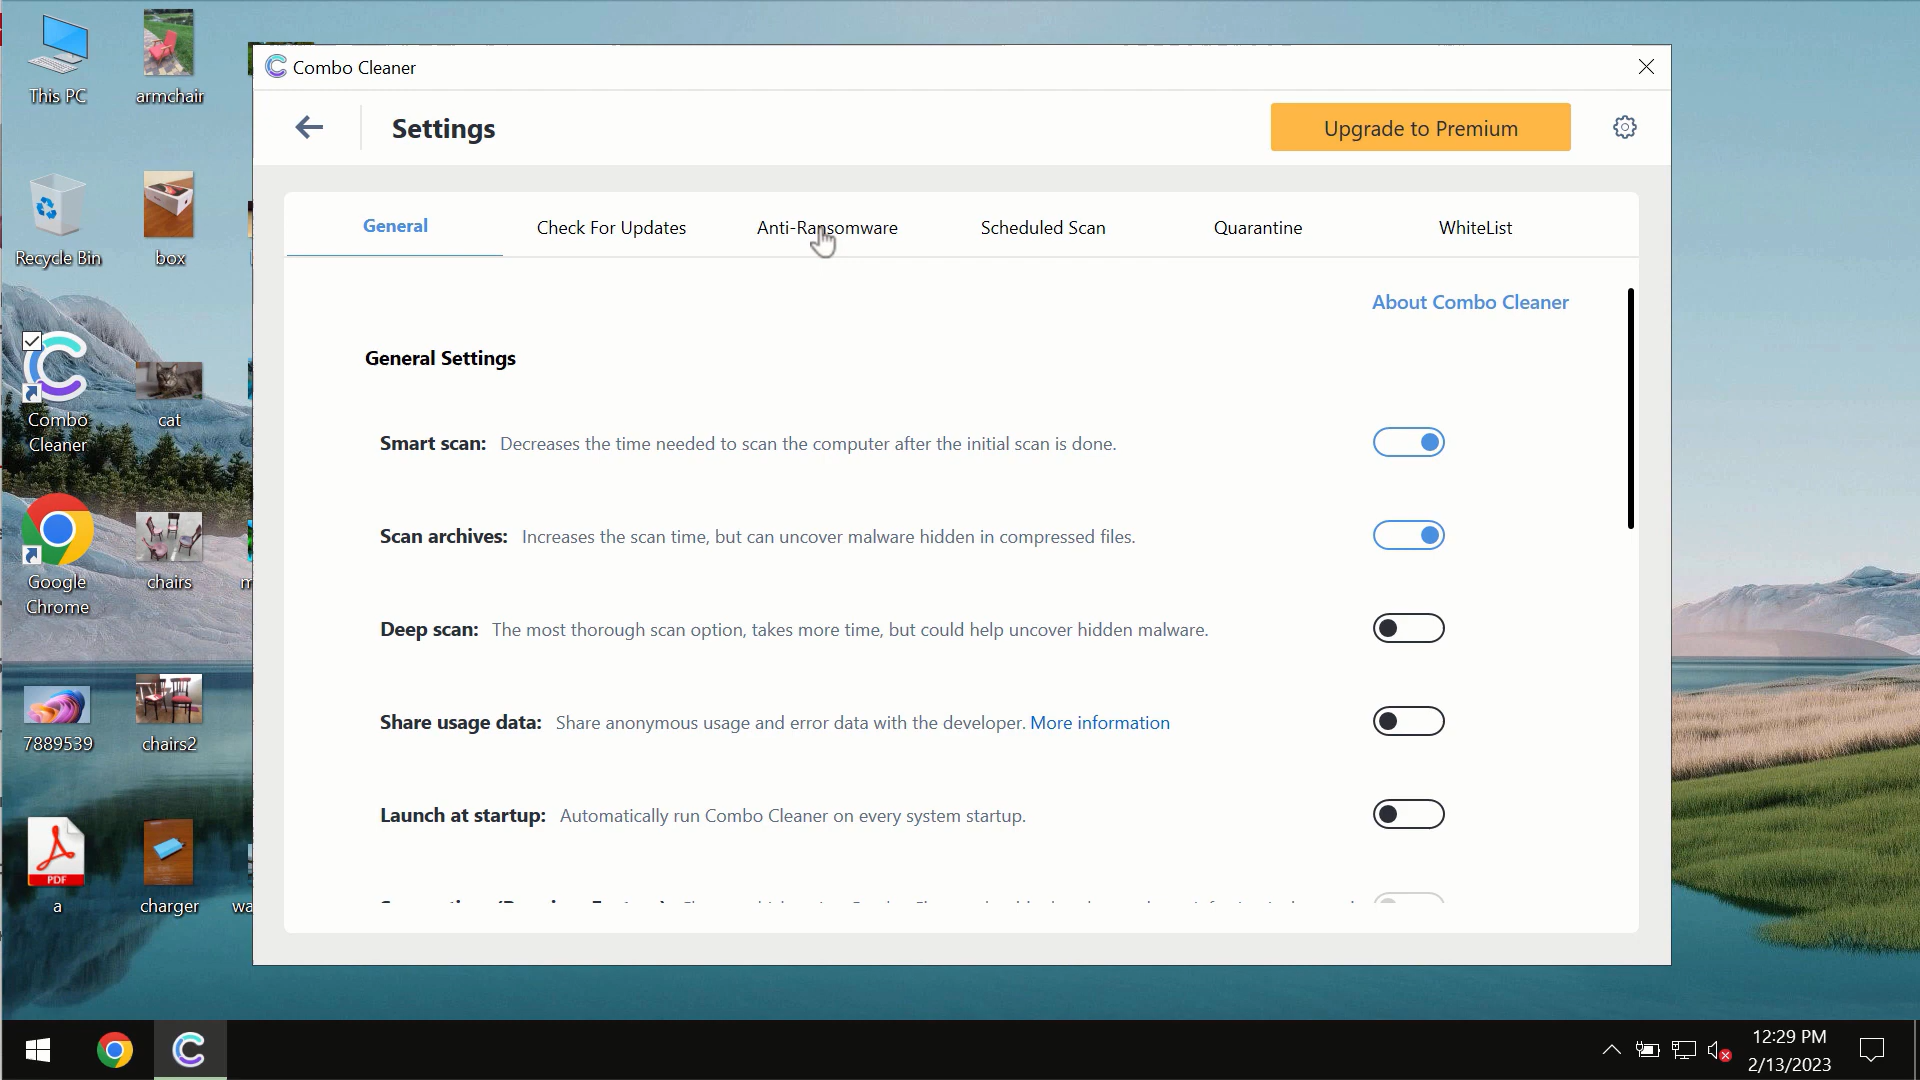 Combo Cleaner
Settings
Upgrade to Premium
General
Check For Updates
Anti-Ransomware
Scheduled Scan
Quarantine
WhiteList
About Combo Cleaner
General Settings
Smart scan: Decreases the time needed to scan the computer after the initial scan is done.
Scan archives: Increases the scan time, but can uncover malware hidden in compressed files.
Deep scan: The most thorough scan option, takes more time, but could help uncover hidden malware.
Share usage data: Share anonymous usage and error data with the developer. More information
Launch at startup: Automatically run Combo Cleaner on every system startup.
This PC
armchair
Recycle Bin
box
Combo
Cleaner
cat
Google
Chrome
chairs
7889539
chairs2
PDF
a
charger
wa
12:29 PM
2/13/2023